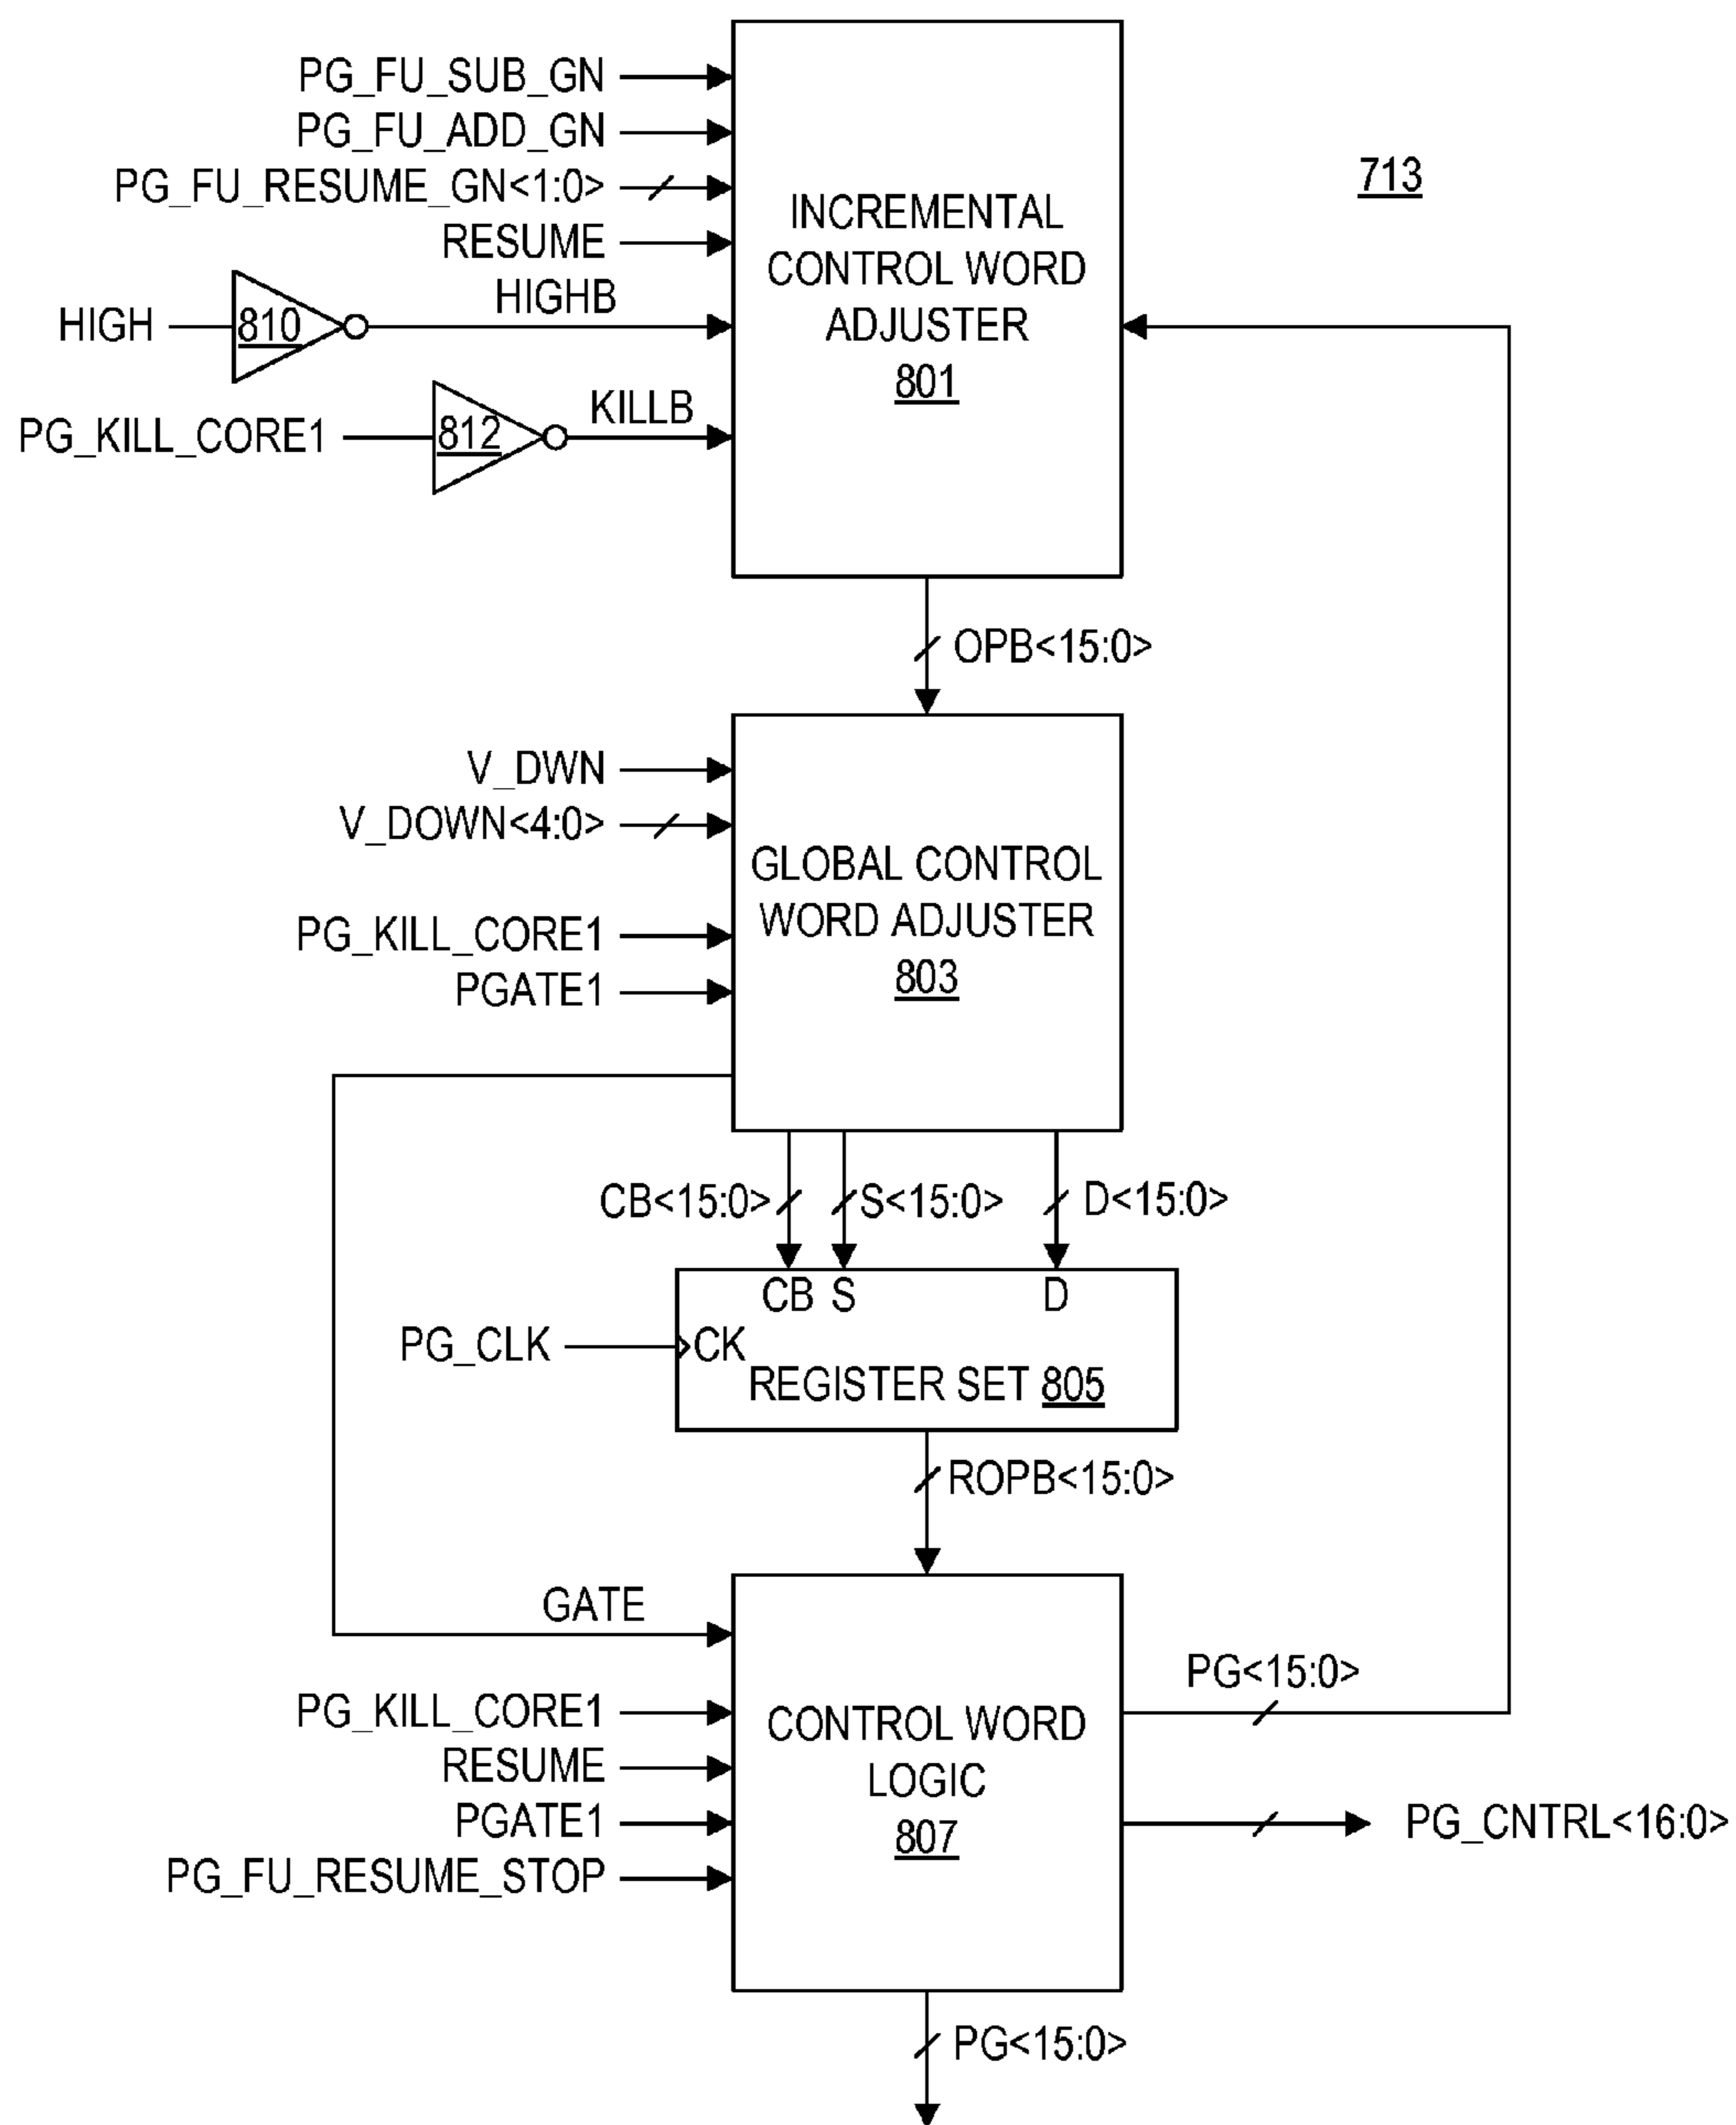 PG_FU_SUB_GN
PG_FU_ADD_GN
PG_FU_RESUME_GN<1:0>
RESUME
HIGH
810
HIGHB
PG_KILL_CORE1
812
KILLB
INCREMENTAL
CONTROL WORD
ADJUSTER
801
713
OPB<15:0>
V_DWN
V_DOWN<4:0>
PG_KILL_CORE1
PGATE1
GLOBAL CONTROL
WORD ADJUSTER
803
CB<15:0>
S<15:0>
D<15:0>
CB S D
PG_CLK
CK
REGISTER SET 805
ROPB<15:0>
GATE
PG_KILL_CORE1
RESUME
PGATE1
PG_FU_RESUME_STOP
CONTROL WORD
LOGIC
807
PG<15:0>
PG_CNTRL<16:0>
PG<15:0>